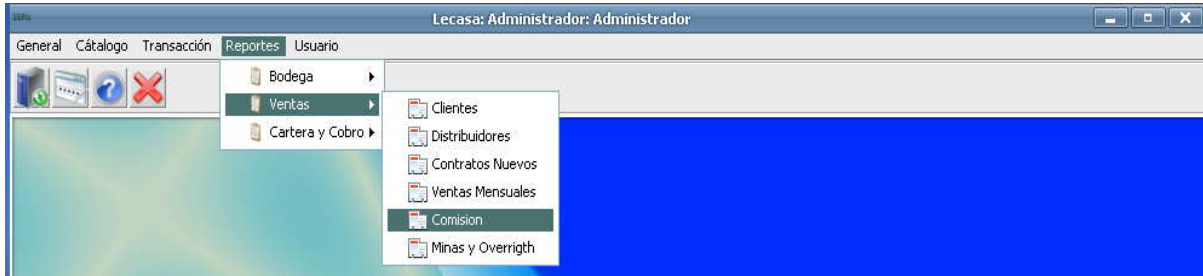 Lecasa: Administrador: Administrador
General Cátalogo Transacción Reportes Usuario
Bodega
Ventas
Cartera y Cobro
Clientes
Distribuidores
Contratos Nuevos
Ventas Mensuales
Comision
Minas y Overrigth